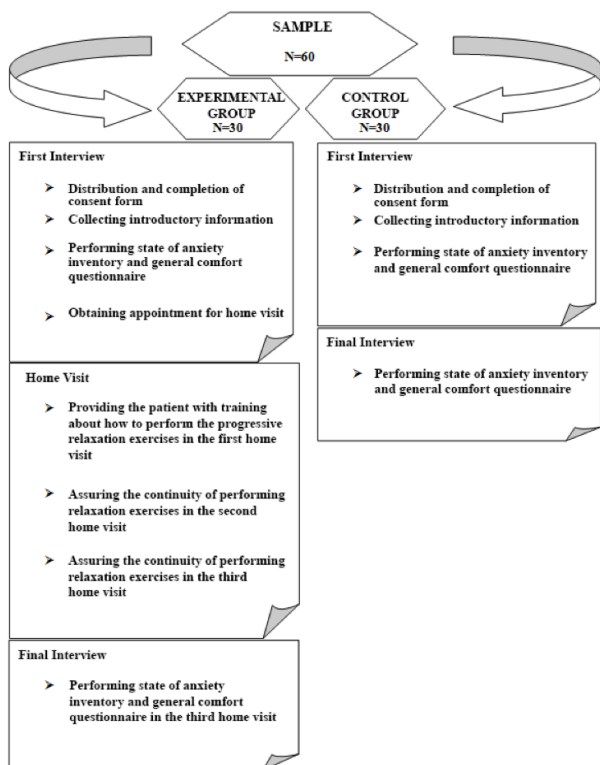 SAMPLE
N=60
EXPERIMENTAL
GROUP
N=30
CONTROL
GROUP
N=30
First Interview
➤ Distribution and completion of
consent form
➤ Collecting introductory information
➤ Performing state of anxiety
inventory and general comfort
questionnaire
➤ Obtaining appointment for home visit
First Interview
➤ Distribution and completion of
consent form
➤ Collecting introductory information
➤ Performing state of anxiety inventory
and general comfort questionnaire
Final Interview
➤ Performing state of anxiety inventory
and general comfort questionnaire
Home Visit
➤ Providing the patient with training
about how to perform the progressive
relaxation exercises in the first home
visit
➤ Assuring the continuity of performing
relaxation exercises in the second
home visit
➤ Assuring the continuity of performing
relaxation exercises in the third
home visit
Final Interview
➤ Performing state of anxiety
inventory and general comfort
questionnaire in the third home visit